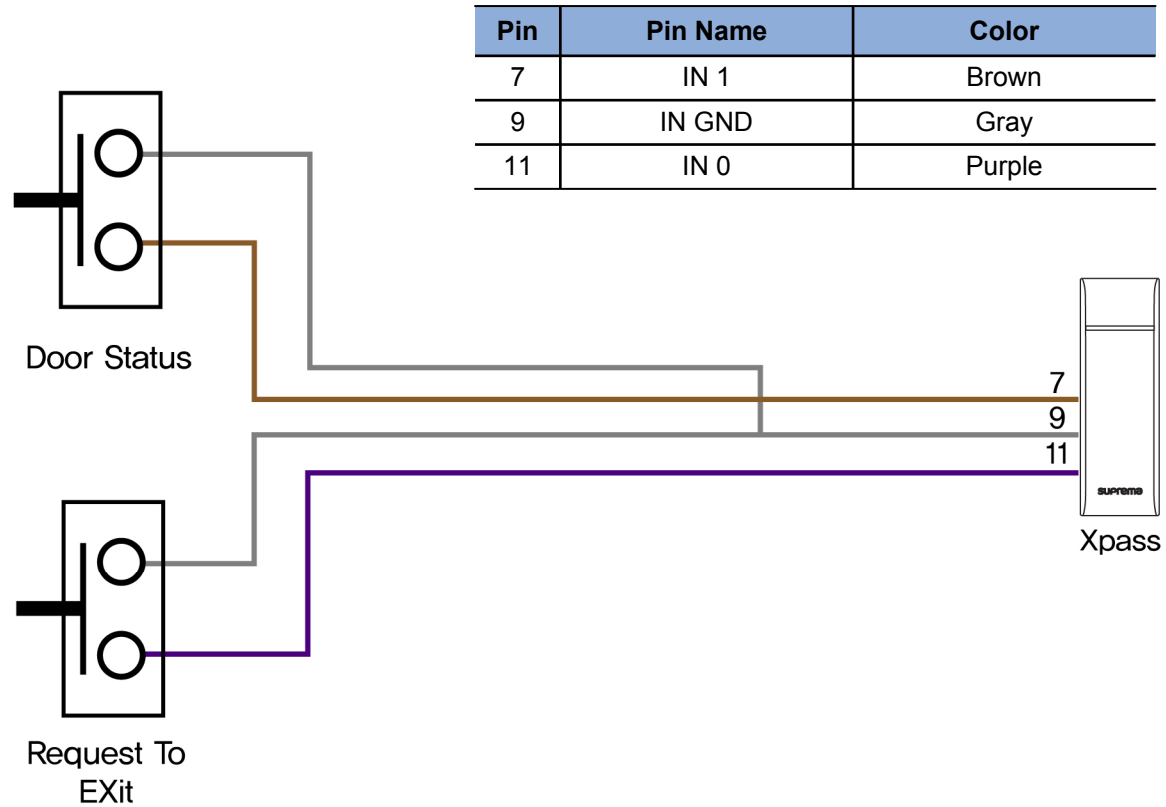 Pin Pin Name Color
7 IN 1 Brown
9 IN GND Gray
11 IN 0 Purple
Door Status
7
9
11
suprema
Xpass
Request To
EXit